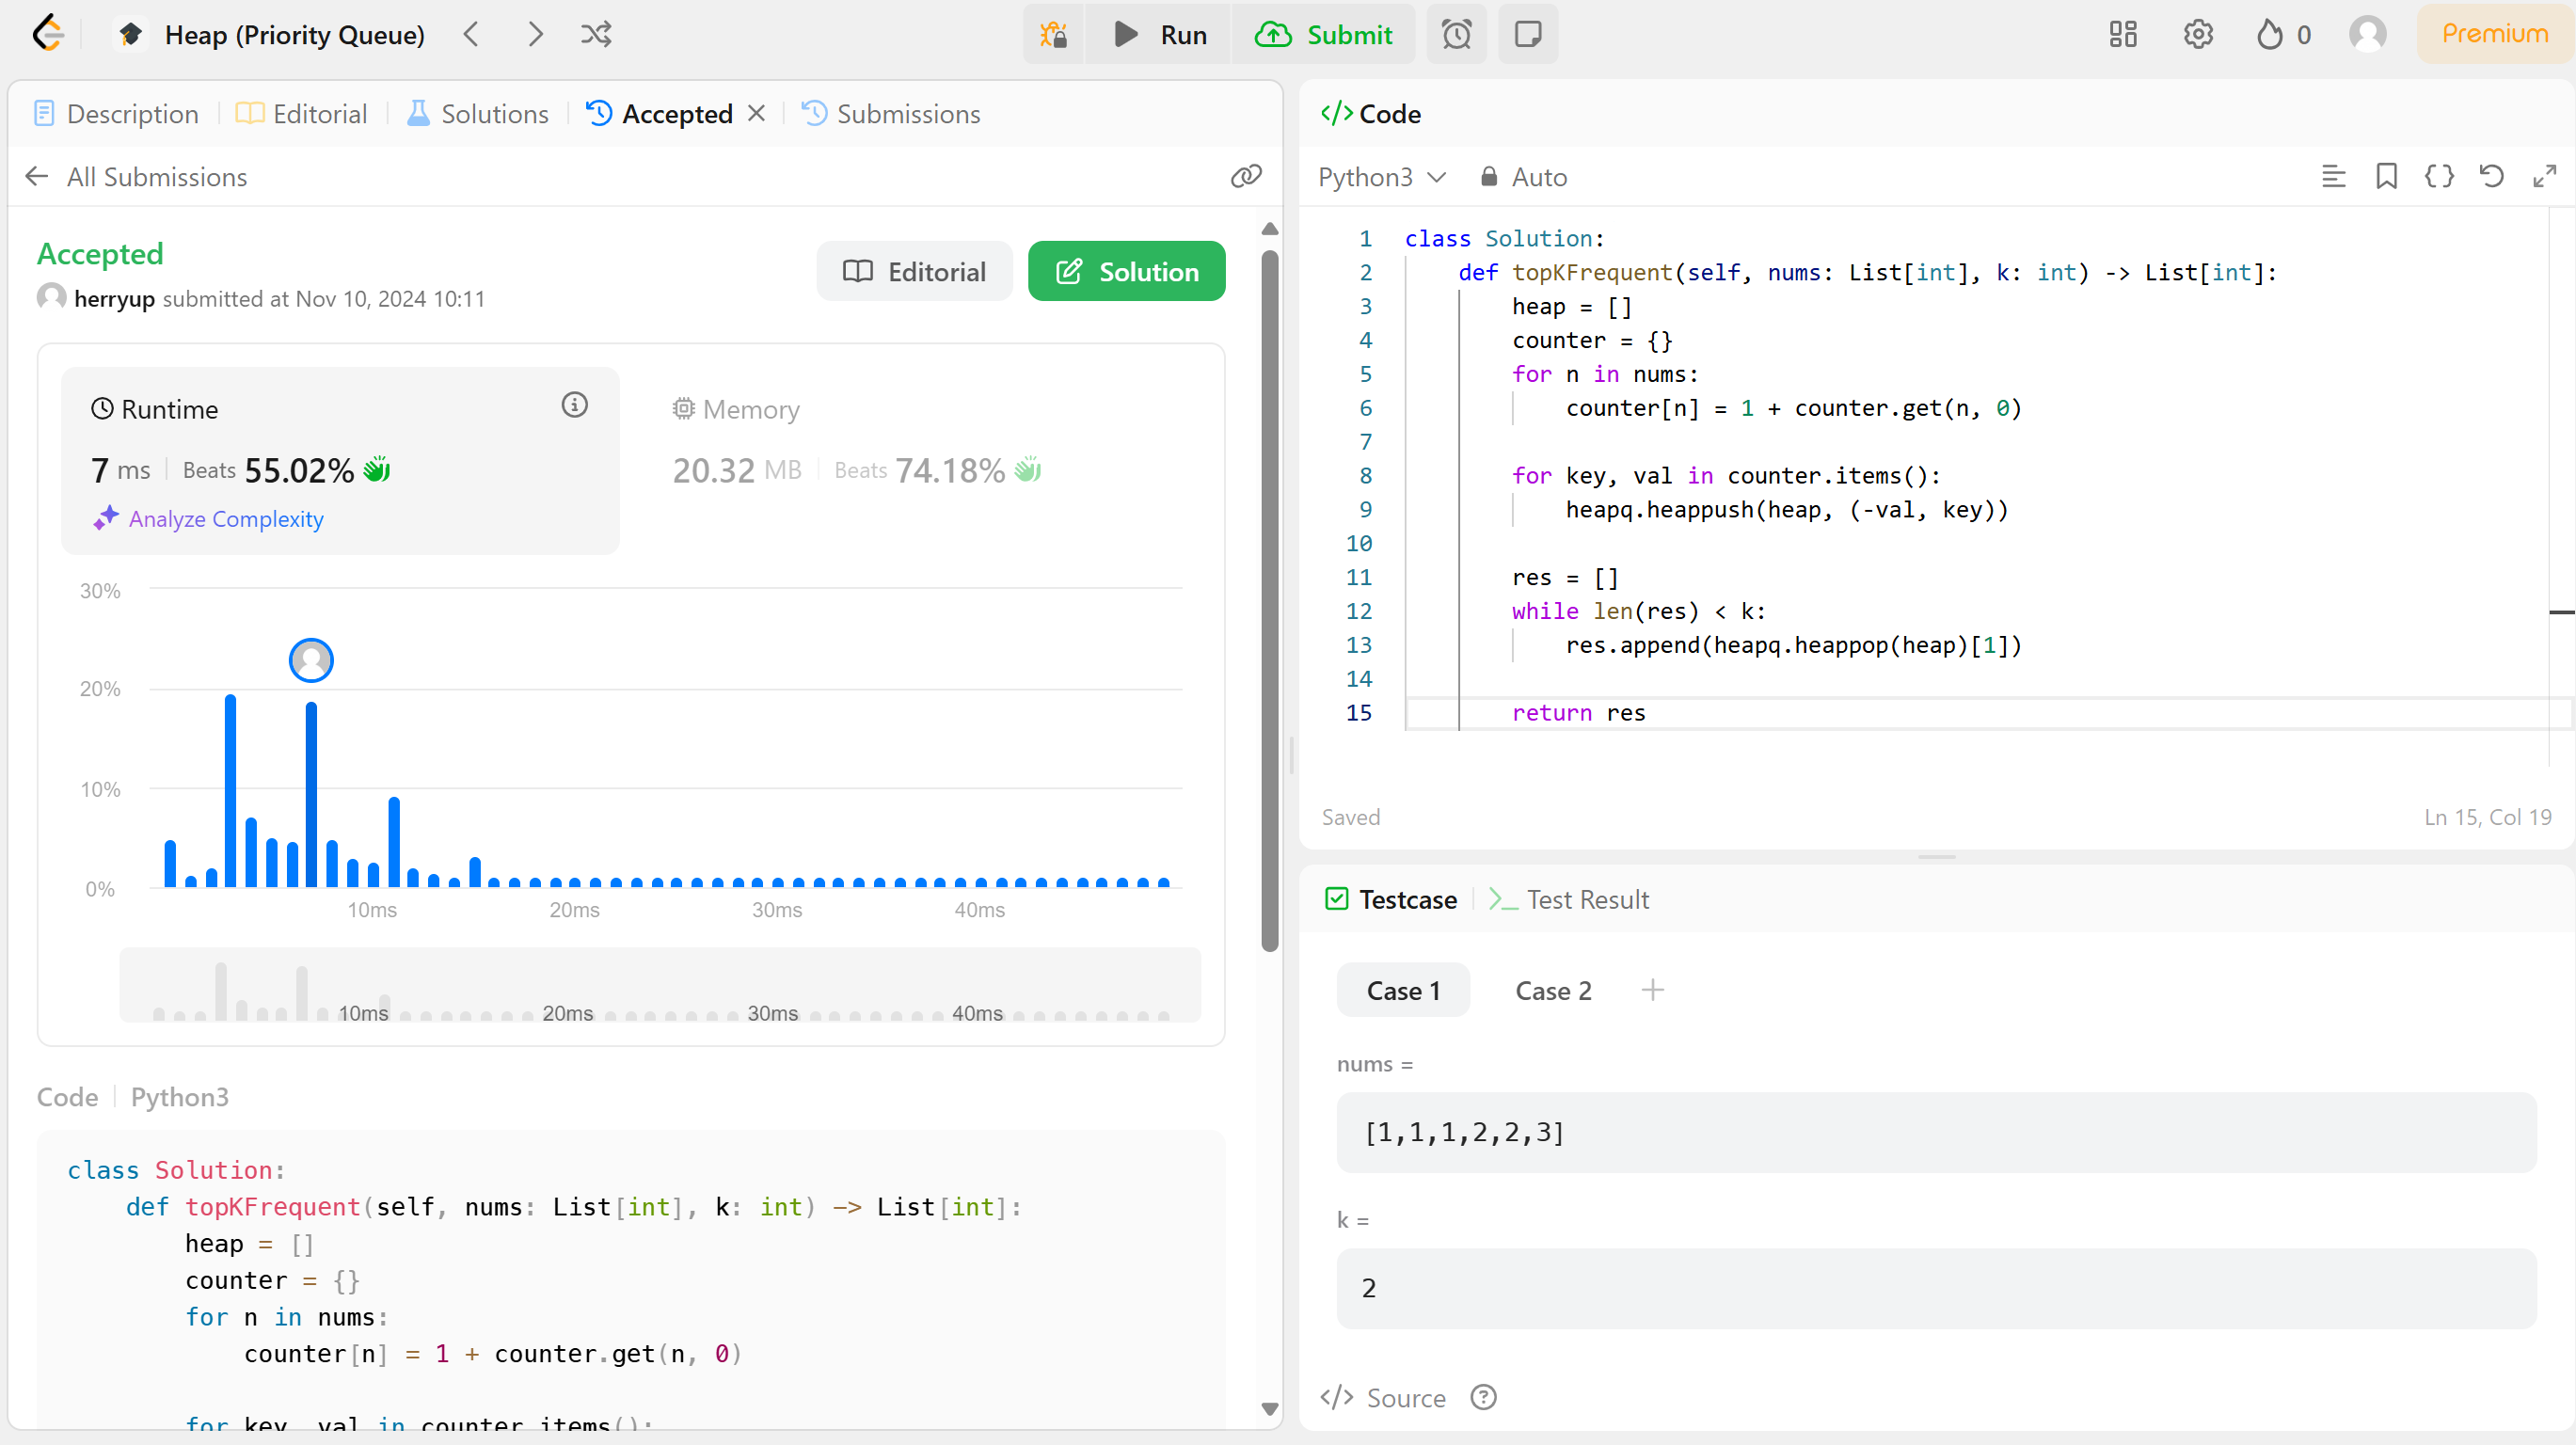 Heap (Priority Queue)
Run
Submit
0
Premium
Description
Editorial
Solutions
Accepted
Submissions
All Submissions
Accepted
herryup submitted at Nov 10, 2024 10:11
Editorial
Solution
Runtime
7 ms Beats 55.02%
Analyze Complexity
Memory
20.32 MB Beats 74.18%
30%
20%
10%
0%
10ms 20ms 30ms 40ms
10ms 20ms 30ms 40ms
Code Python3
class Solution:
    def topKFrequent(self, nums: List[int], k: int) -> List[int]:
        heap = []
        counter = {}
        for n in nums:
            counter[n] = 1 + counter.get(n, 0)
        for key, val in counter.items():
</> Code
Python3
Auto
1 class Solution:
2     def topKFrequent(self, nums: List[int], k: int) -> List[int]:
3         heap = []
4         counter = {}
5         for n in nums:
6             counter[n] = 1 + counter.get(n, 0)
7
8         for key, val in counter.items():
9             heapq.heappush(heap, (-val, key))
10
11         res = []
12         while len(res) < k:
13             res.append(heapq.heappop(heap)[1])
14
15         return res
Saved
Ln 15, Col 19
Testcase
Test Result
Case 1
Case 2
nums =
[1,1,1,2,2,3]
k =
2
</> Source